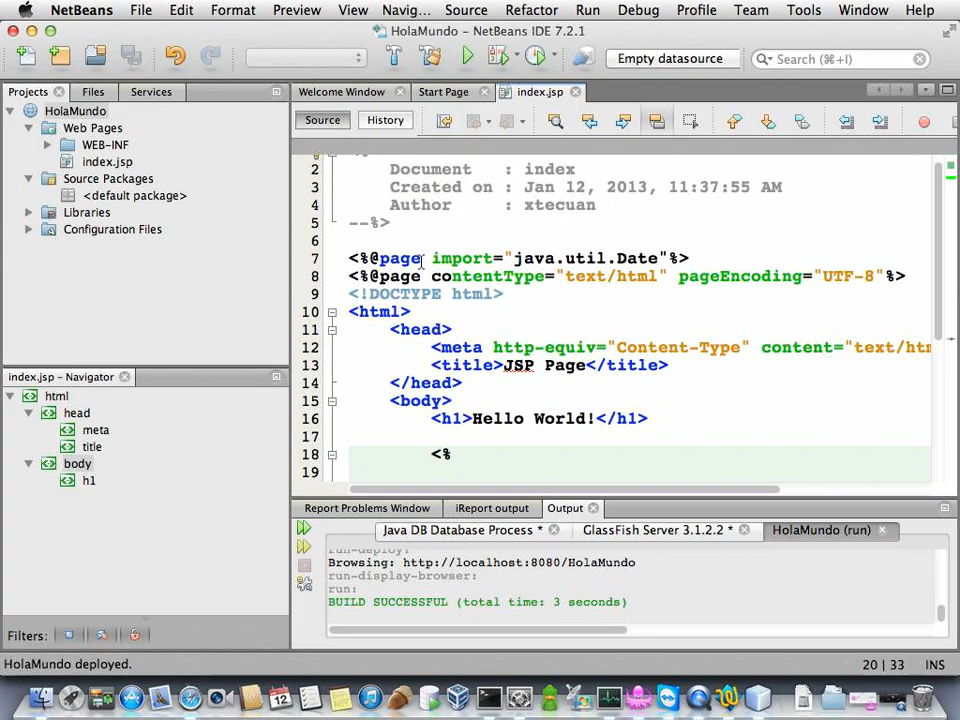 NetBeans File Edit Format Preview View Navig... Source Refactor Run Debug Profile Team Tools Window Help
HolaMundo - NetBeans IDE 7.2.1
Empty datasource
Search (⌘+I)
Projects Files Services
Welcome Window Start Page index.jsp
HolaMundo
Web Pages
WEB-INF
index.jsp
Source Packages
<default package>
Libraries
Configuration Files
Source History
2 Document : index
3 Created on : Jan 12, 2013, 11:37:55 AM
4 Author : xtecuan
5 --%>
6
7 <%@page import="java.util.Date"%>
8 <%@page contentType="text/html" pageEncoding="UTF-8"%>
9 <!DOCTYPE html>
10 <html>
11 <head>
12 <meta http-equiv="Content-Type" content="text/htm
13 <title>JSP Page</title>
14 </head>
15 <body>
16 <h1>Hello World!</h1>
17
18 <%
19
index.jsp - Navigator
html
head
meta
title
body
h1
Filters:
Report Problems Window iReport output Output
Java DB Database Process * GlassFish Server 3.1.2.2 * HolaMundo (run)
run-deploy:
Browsing: http://localhost:8080/HolaMundo
run-display-browser:
run:
BUILD SUCCESSFUL (total time: 3 seconds)
HolaMundo deployed.
20 | 33 INS